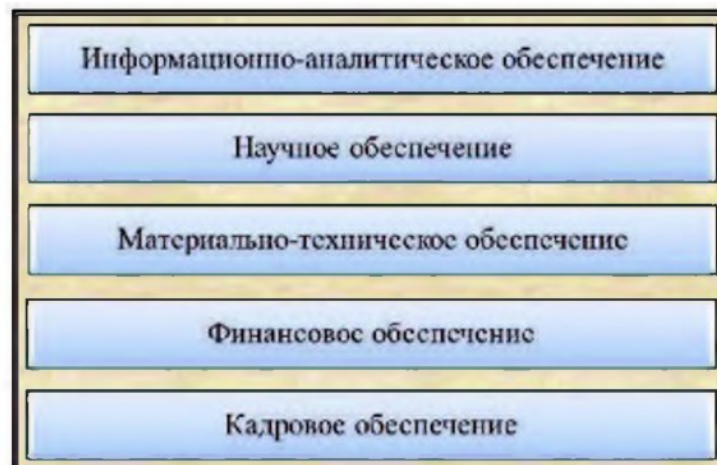 Информационно-аналитическое обеспечение
Научное обеспечение
Материально-техническое обеспечение
Финансовое обеспечение
Кадровое обеспечение